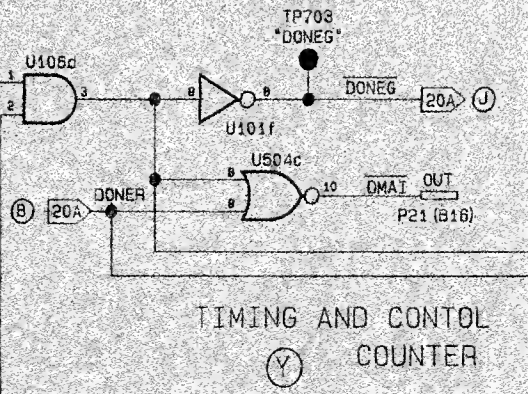 TP703
"DONEG"
U106d
1
2
3
9
8
DONEG
20A
J
U101f
U504c
8
9
10
DMAI
OUT
P21 (B16)
B
20A
DONER
TIMING AND CONTOL
COUNTER
Y